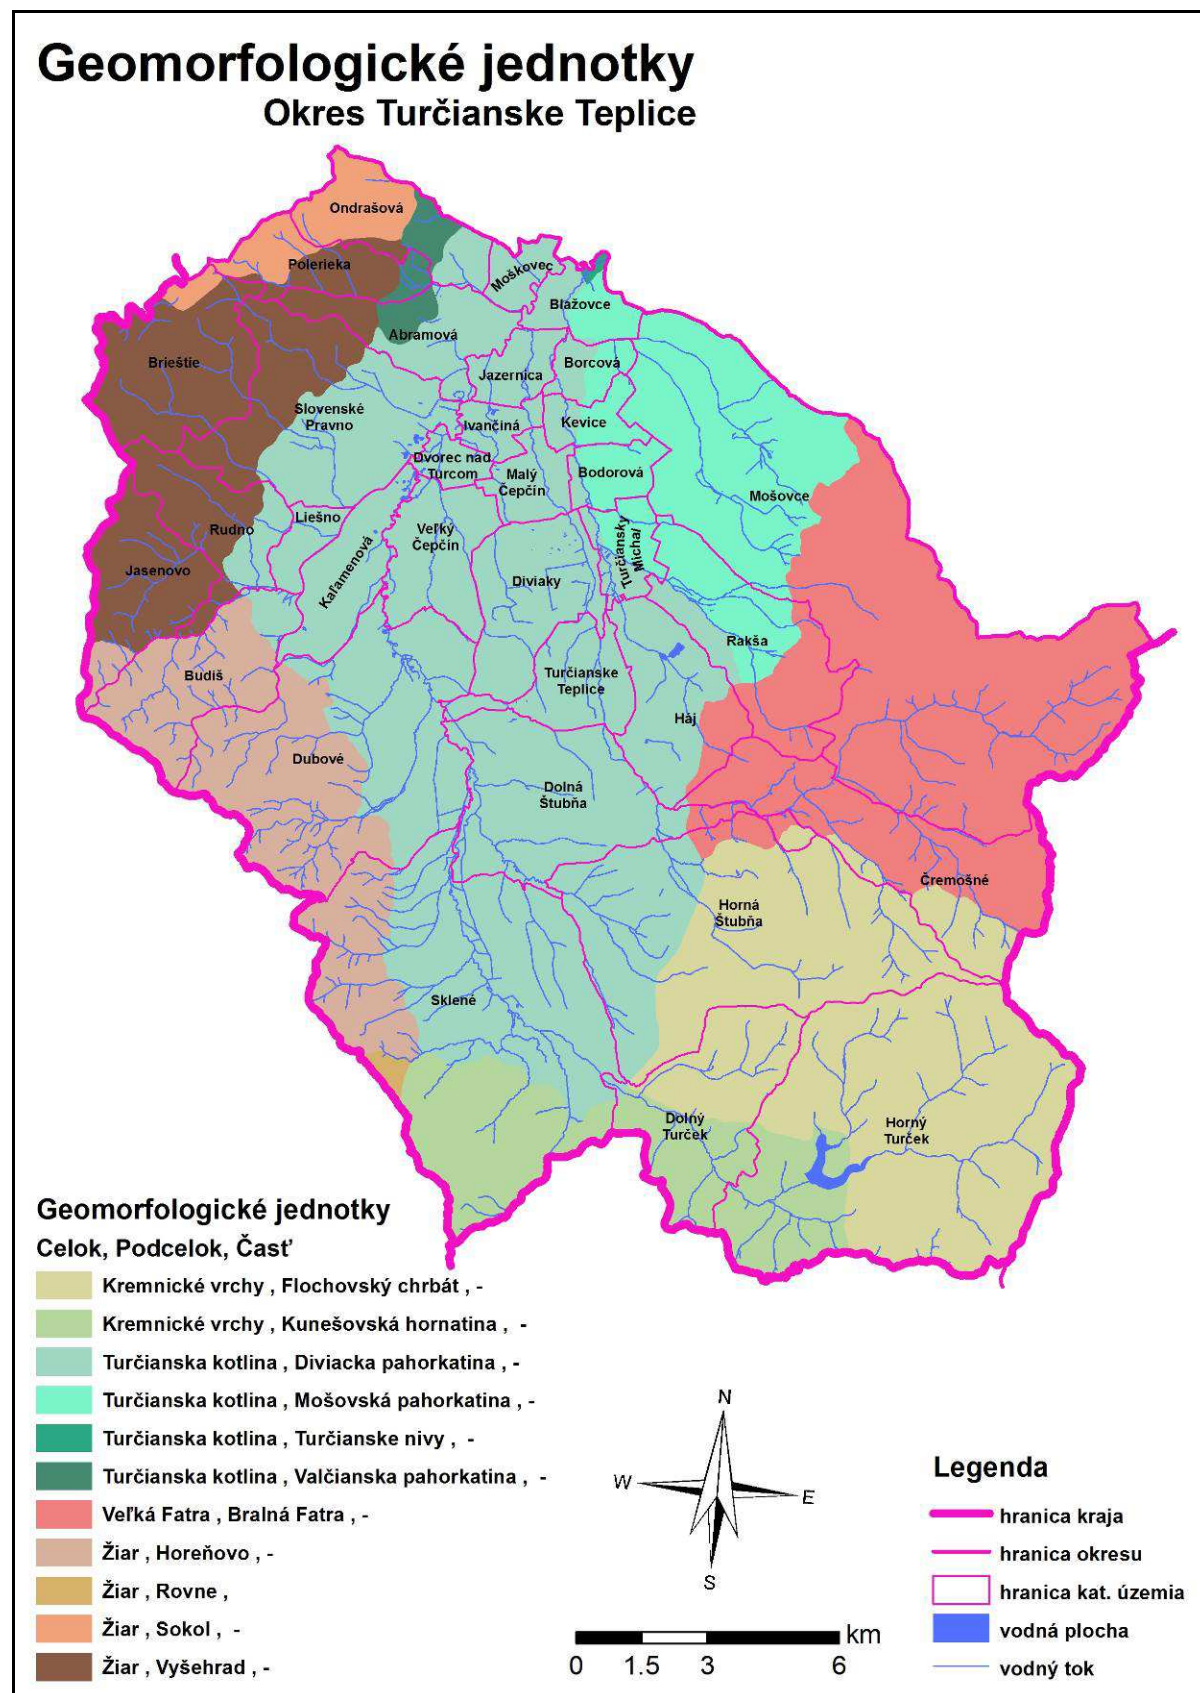 Geomorfologické jednotky
Okres Turčianske Teplice
Ondrašová
Polerieka
Moškovec
Blažovce
Abramová
Brieštie
Jazernica
Borcová
Slovenské
Pravno
Ivančiná
Kevice
Dvorec nad
Turcom
Malý
Čepčín
Bodorová
Mošovce
Liešno
Rudno
Veľký
Čepčín
Turčiansky
Michal
Jasenovo
Kaľamenová
Diviaky
Rakša
Budiš
Turčianske
Teplice
Háj
Dubové
Dolná
Štubňa
Čremošné
Horná
Štubňa
Sklené
Dolný
Turček
Horný
Turček
Geomorfologické jednotky
Celok, Podcelok, Časť
Kremnické vrchy , Flochovský chrbát , -
Kremnické vrchy , Kunešovská hornatina , -
Turčianska kotlina , Diviacka pahorkatina , -
Turčianska kotlina , Mošovská pahorkatina , -
Turčianska kotlina , Turčianske nivy , -
Turčianska kotlina , Valčianska pahorkatina , -
Veľká Fatra , Bralná Fatra , -
Žiar , Horeňovo , -
Žiar , Rovne ,
Žiar , Sokol , -
Žiar , Vyšehrad , -
N
W
E
S
km
0 1.5 3 6
Legenda
hranica kraja
hranica okresu
hranica kat. územia
vodná plocha
vodný tok